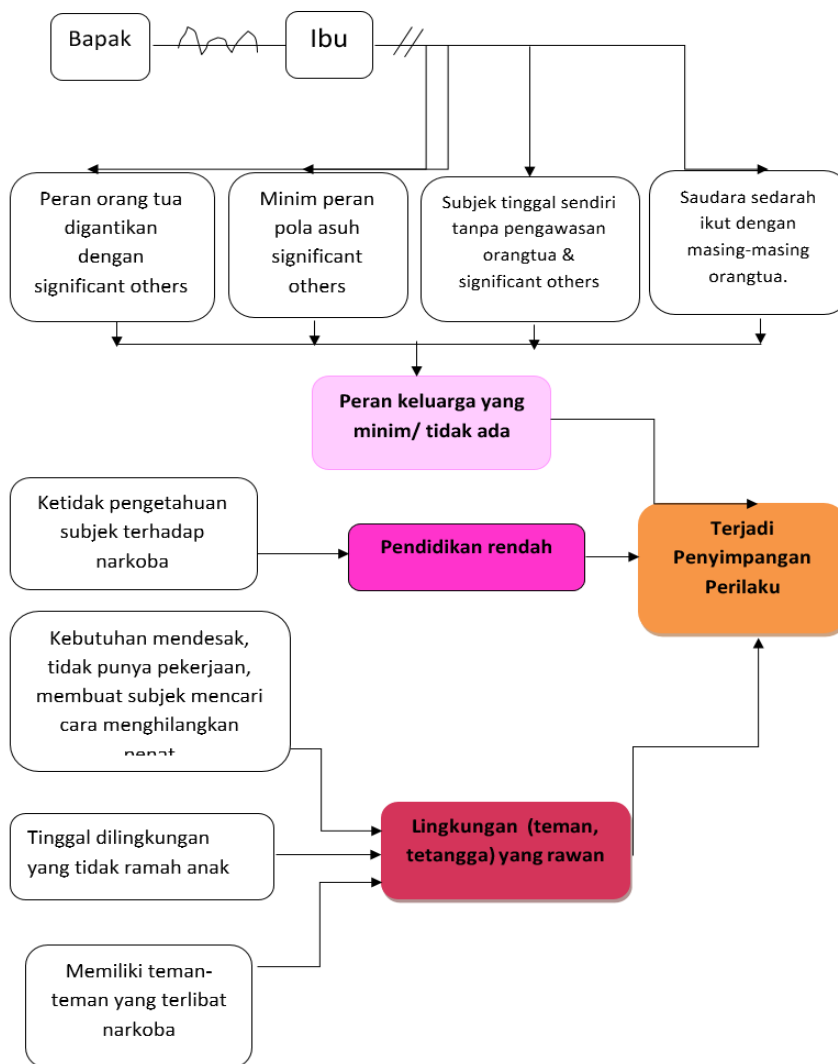 Bapak
Ibu
Peran orang tua
digantikan
dengan
significant others
Minim peran
pola asuh
significant
others
Subjek tinggal sendiri
tanpa pengawasan
orangtua &
significant others
Saudara sedarah
ikut dengan
masing-masing
orangtua.
Peran keluarga yang
minim/ tidak ada
Ketidak pengetahuan
subjek terhadap
narkoba
Pendidikan rendah
Terjadi
Penyimpangan
Perilaku
Kebutuhan mendesak,
tidak punya pekerjaan,
membuat subjek mencari
cara menghilangkan
penat
Lingkungan (teman,
tetangga) yang rawan
Tinggal dilingkungan
yang tidak ramah anak
Memiliki teman-
teman yang terlibat
narkoba